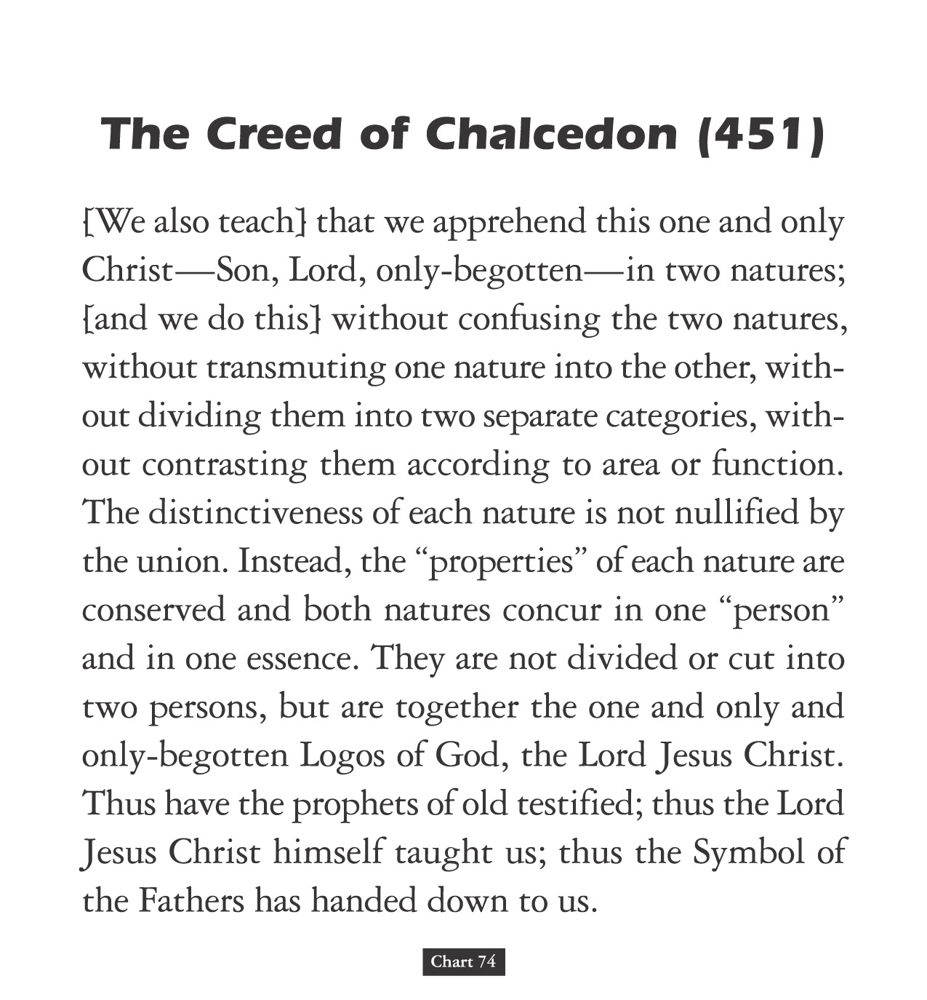 The Creed of Chalcedon (451)
[We also teach] that we apprehend this one and only
Christ—Son, Lord, only-begotten—in two natures;
[and we do this] without confusing the two natures,
without transmuting one nature into the other, with-
out dividing them into two separate categories, with-
out contrasting them according to area or function.
The distinctiveness of each nature is not nullified by
the union. Instead, the “properties” of each nature are
conserved and both natures concur in one “person”
and in one essence. They are not divided or cut into
two persons, but are together the one and only and
only-begotten Logos of God, the Lord Jesus Christ.
Thus have the prophets of old testified; thus the Lord
Jesus Christ himself taught us; thus the Symbol of
the Fathers has handed down to us.
Chart 74